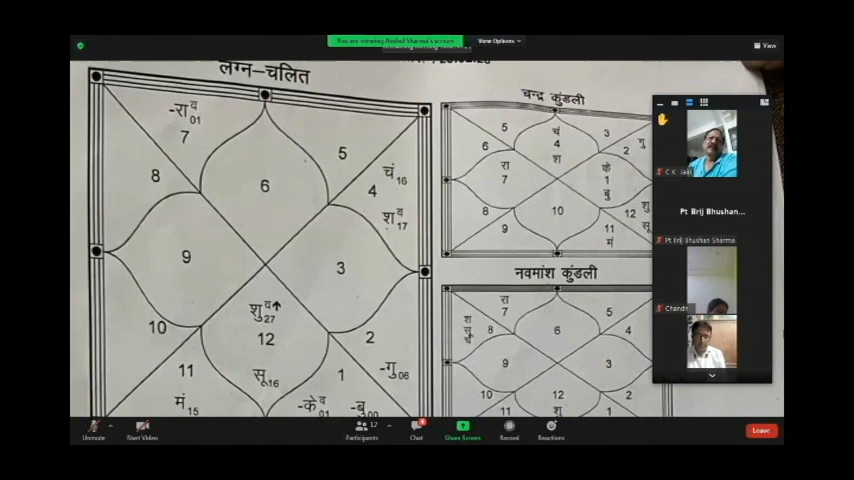 You are viewing Anshul Sharma's screen
View Options
View
लग्न-चलित
-रा व 01
7
8
6
5
4
चं 16
श व 17
9
3
शु व ↑ 27
12
सू 16
10
11
मं 15
2
1
-गु 06
-के व 01
-बु 00
चन्द्र कुंडली
5
चं
4
श
3
2
गु
6
रा
7
के
1
बु
8
10
12
शु
सू
9
11
मं
नवमांश कुंडली
रा
7
5
श
सू
8
6
4
9
3
10
12
2
11
शु
1
C K Jain
Pt Brij Bhushan...
Pt Brij Bhushan Sharma
Unmute
Start Video
12
Participants
Chat
Share Screen
Record
Reactions
Leave